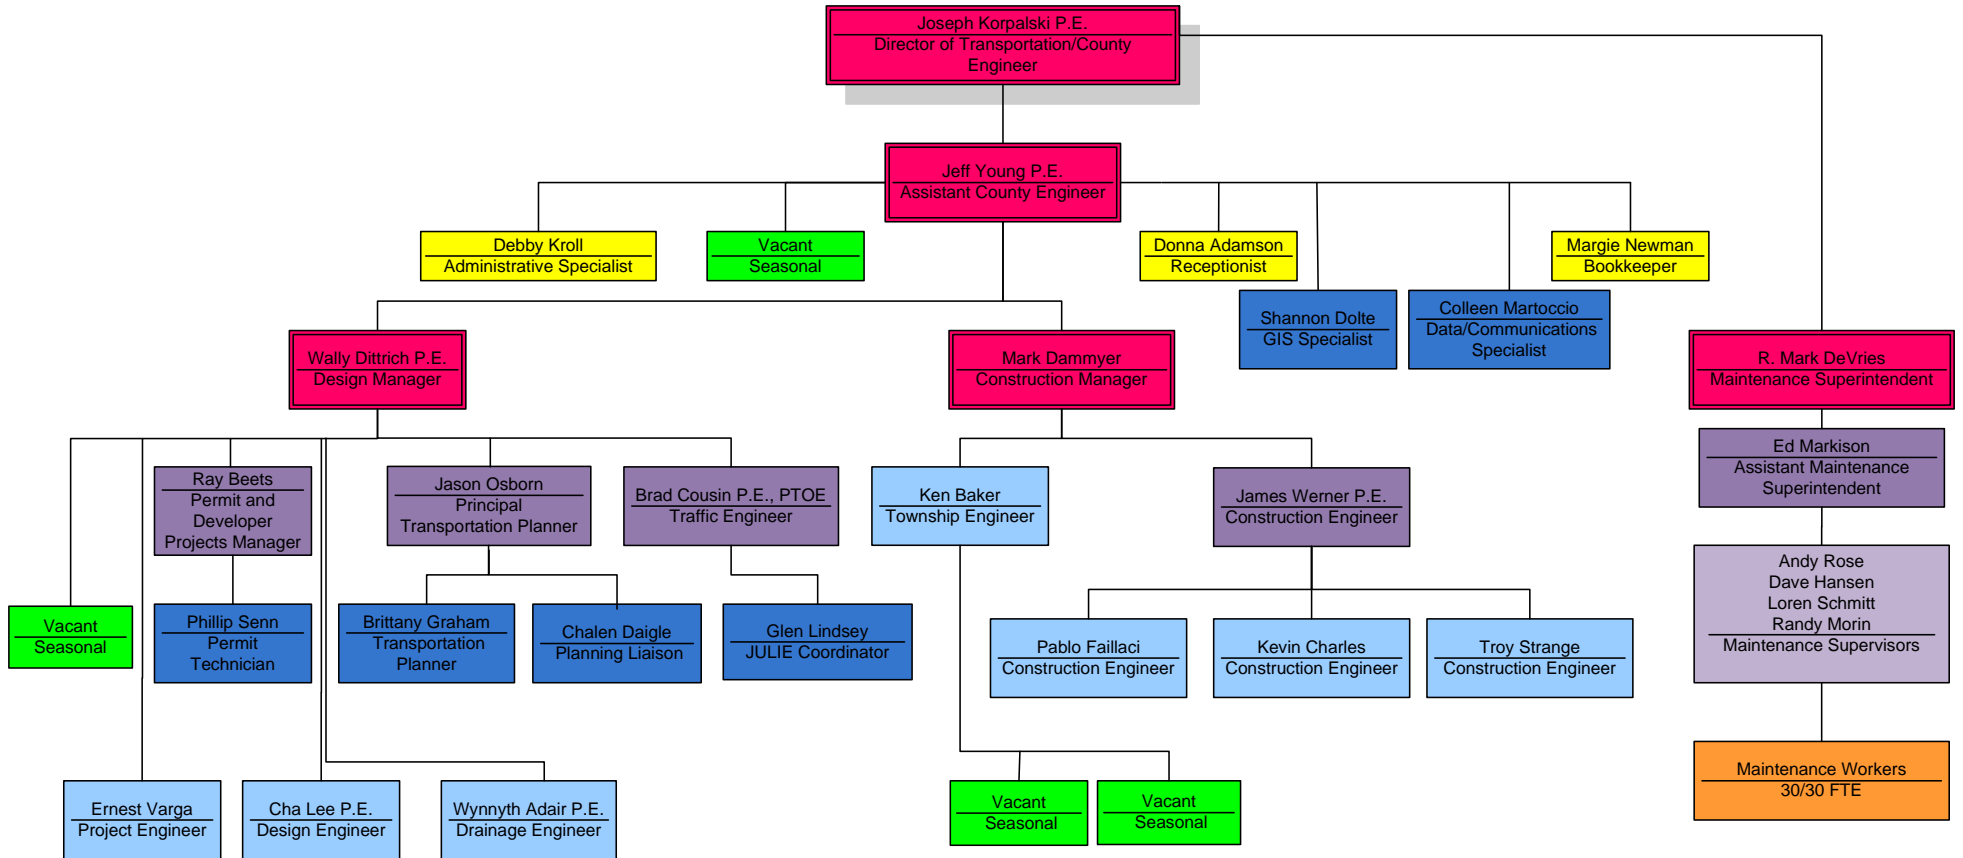 Joseph Korpalski P.E.
Director of Transportation/County
Engineer
Jeff Young P.E.
Assistant County Engineer
Debby Kroll
Administrative Specialist
Vacant
Seasonal
Donna Adamson
Receptionist
Margie Newman
Bookkeeper
Shannon Dolte
GIS Specialist
Colleen Martoccio
Data/Communications
Specialist
Wally Dittrich P.E.
Design Manager
Mark Dammyer
Construction Manager
R. Mark DeVries
Maintenance Superintendent
Ray Beets
Permit and
Developer
Projects Manager
Jason Osborn
Principal
Transportation Planner
Brad Cousin P.E., PTOE
Traffic Engineer
Ken Baker
Township Engineer
James Werner P.E.
Construction Engineer
Ed Markison
Assistant Maintenance
Superintendent
Vacant
Seasonal
Phillip Senn
Permit
Technician
Brittany Graham
Transportation
Planner
Chalen Daigle
Planning Liaison
Glen Lindsey
JULIE Coordinator
Pablo Faillaci
Construction Engineer
Kevin Charles
Construction Engineer
Troy Strange
Construction Engineer
Andy Rose
Dave Hansen
Loren Schmitt
Randy Morin
Maintenance Supervisors
Ernest Varga
Project Engineer
Cha Lee P.E.
Design Engineer
Wynnyth Adair P.E.
Drainage Engineer
Vacant
Seasonal
Vacant
Seasonal
Maintenance Workers
30/30 FTE